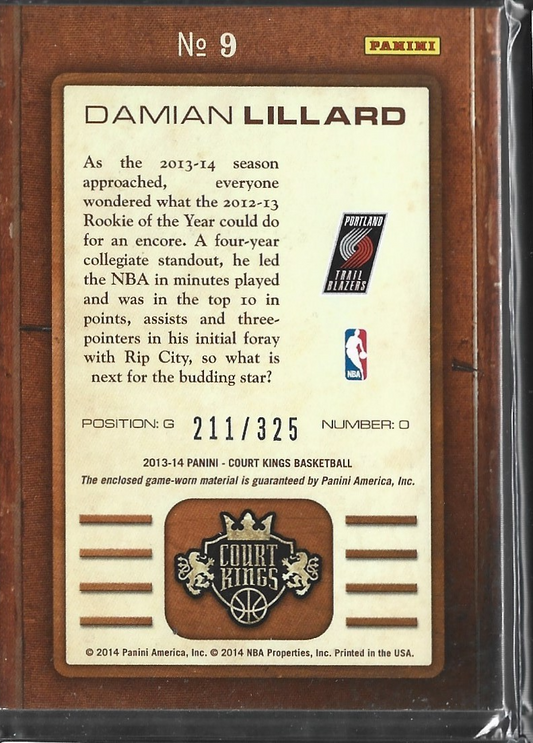 No 9
PANINI
DAMIAN LILLARD
As the 2013-14 season
approached, everyone
wondered what the 2012-13
Rookie of the Year could do
for an encore. A four-year
collegiate standout, he led
the NBA in minutes played
and was in the top 10 in
points, assists and three-
pointers in his initial foray
with Rip City, so what is
next for the budding star?
PORTLAND
TRAIL
BLAZERS
NBA
POSITION: G
211/325
NUMBER: 0
2013-14 PANINI - COURT KINGS BASKETBALL
The enclosed game-worn material is guaranteed by Panini America, Inc.
COURT
KINGS
© 2014 Panini America, Inc. © 2014 NBA Properties, Inc. Printed in the USA.